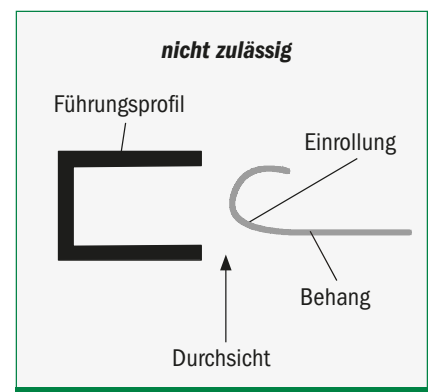 nicht zulässig
Führungsprofil
Einrollung
Behang
Durchsicht